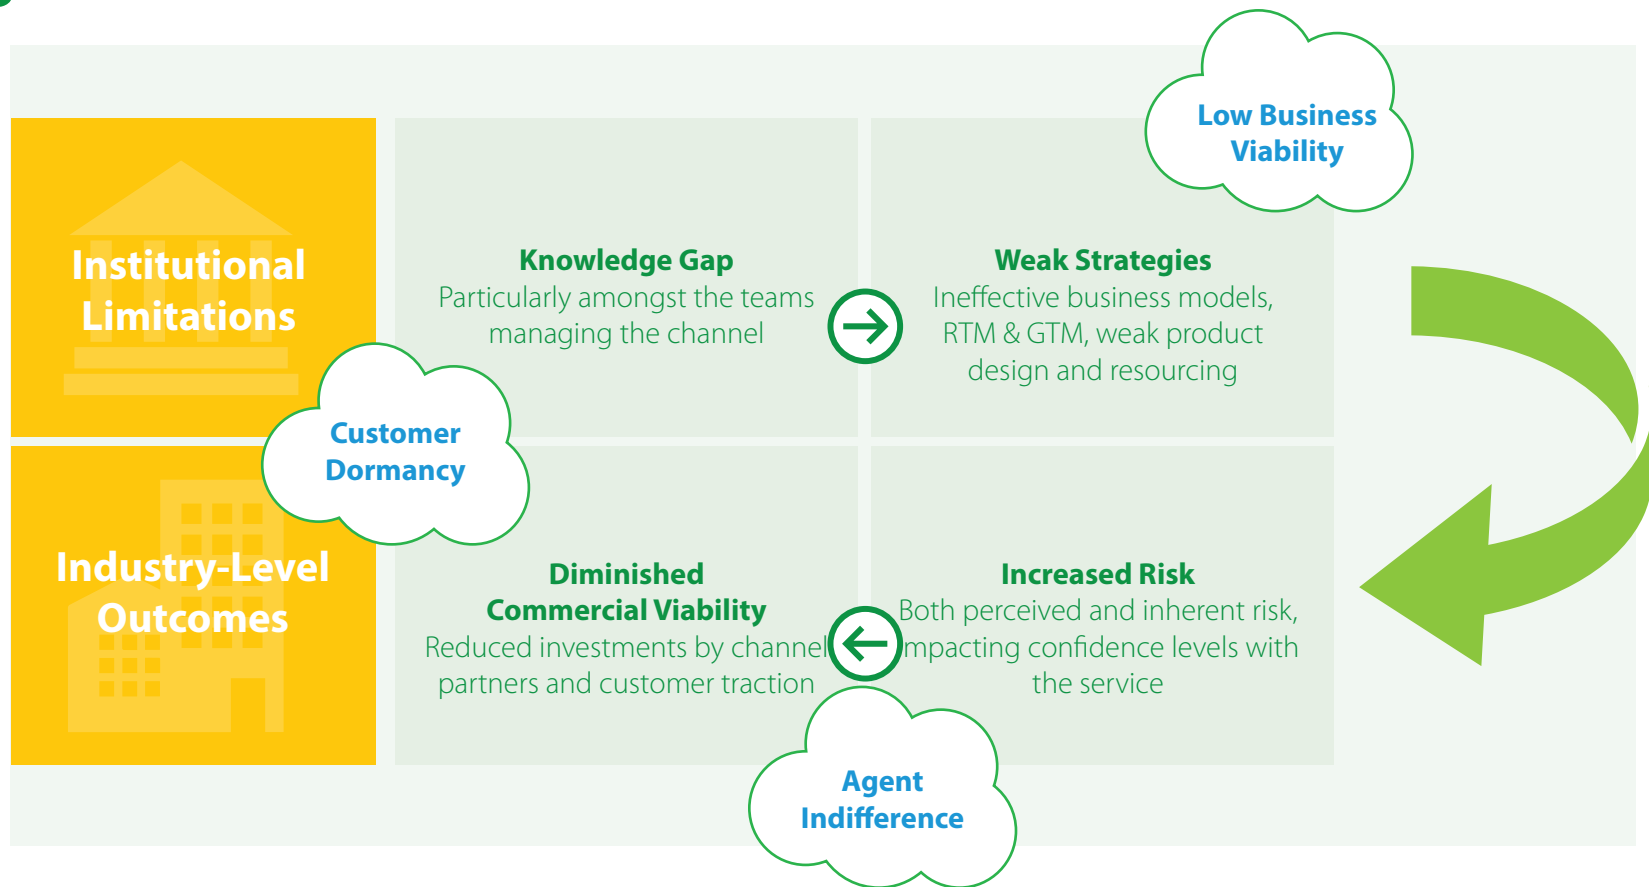 Low Business
Viability
Institutional
Limitations
Knowledge Gap
Particularly amongst the teams
managing the channel
Weak Strategies
Ineffective business models,
RTM & GTM, weak product
design and resourcing
Customer
Dormancy
Industry-Level
Outcomes
Diminished
Commercial Viability
Reduced investments by channel
partners and customer traction
Increased Risk
Both perceived and inherent risk,
impacting confidence levels with
the service
Agent
Indifference